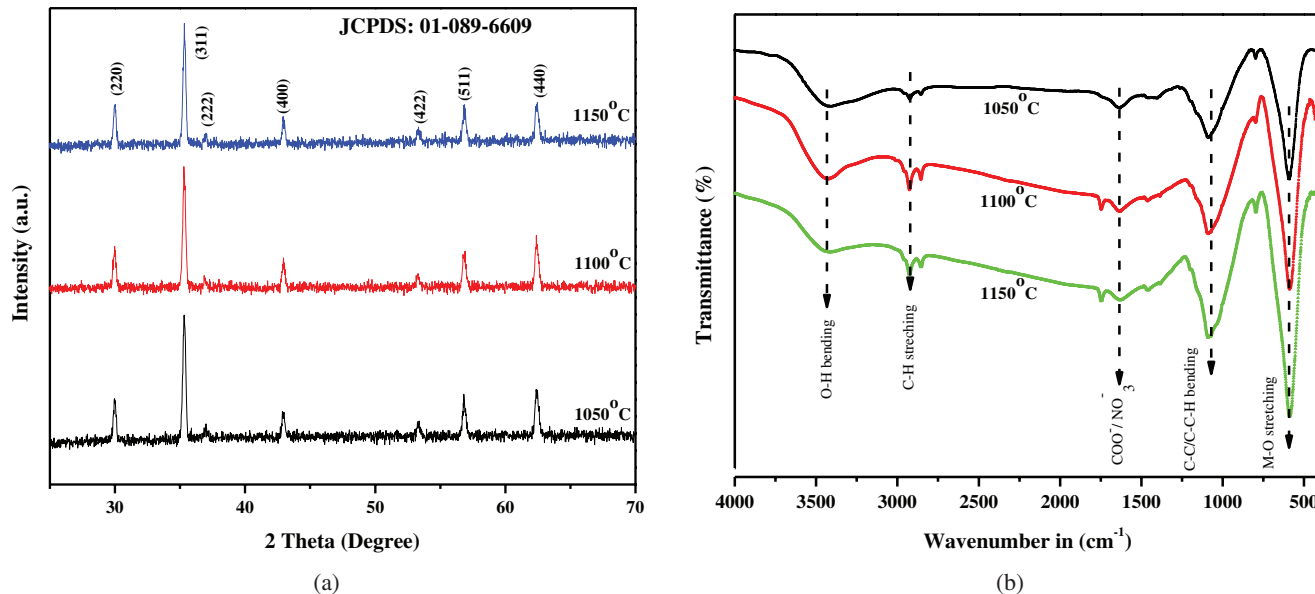 JCPDS: 01-089-6609
(220)
(311)
(222)
(400)
(422)
(511)
(440)
1150°C
1100°C
1050°C
Intensity (a.u.)
30
40
50
60
70
2 Theta (Degree)
(a)
1050°C
1100°C
1150°C
O-H bending
C-H streching
COO⁻/ NO₃⁻
C-C/C-C-H bending
M-O stretching
Transmittance (%)
4000
3500
3000
2500
2000
1500
1000
500
Wavenumber in (cm⁻¹)
(b)